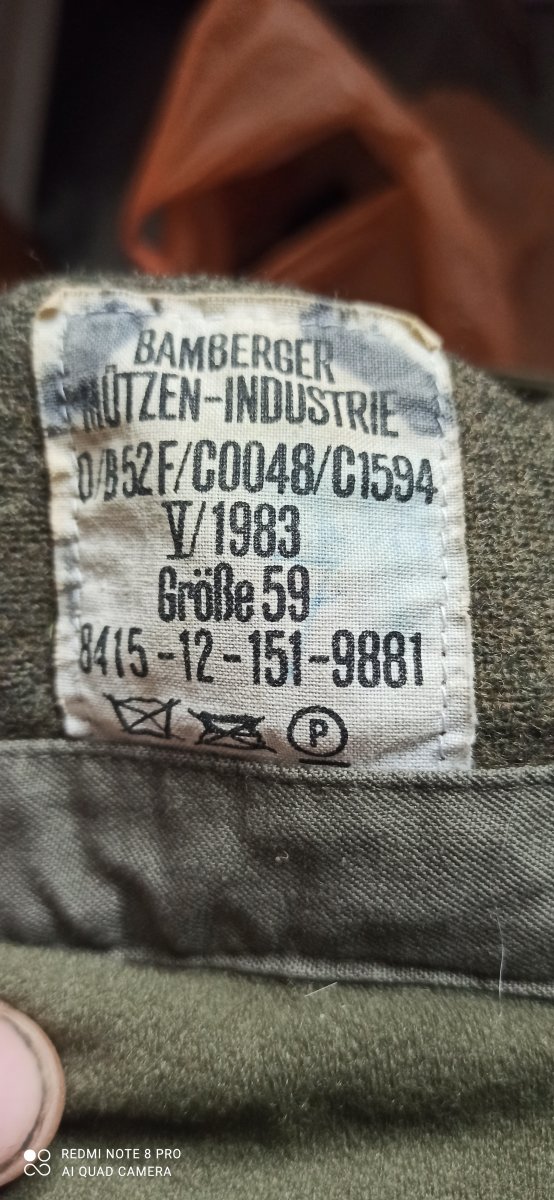 BAMBERGER
MÜTZEN-INDUSTRIE
D/B52F/C0048/C1594
V/1983
Größe 59
8415-12-151-9881
P
REDMI NOTE 8 PRO
AI QUAD CAMERA